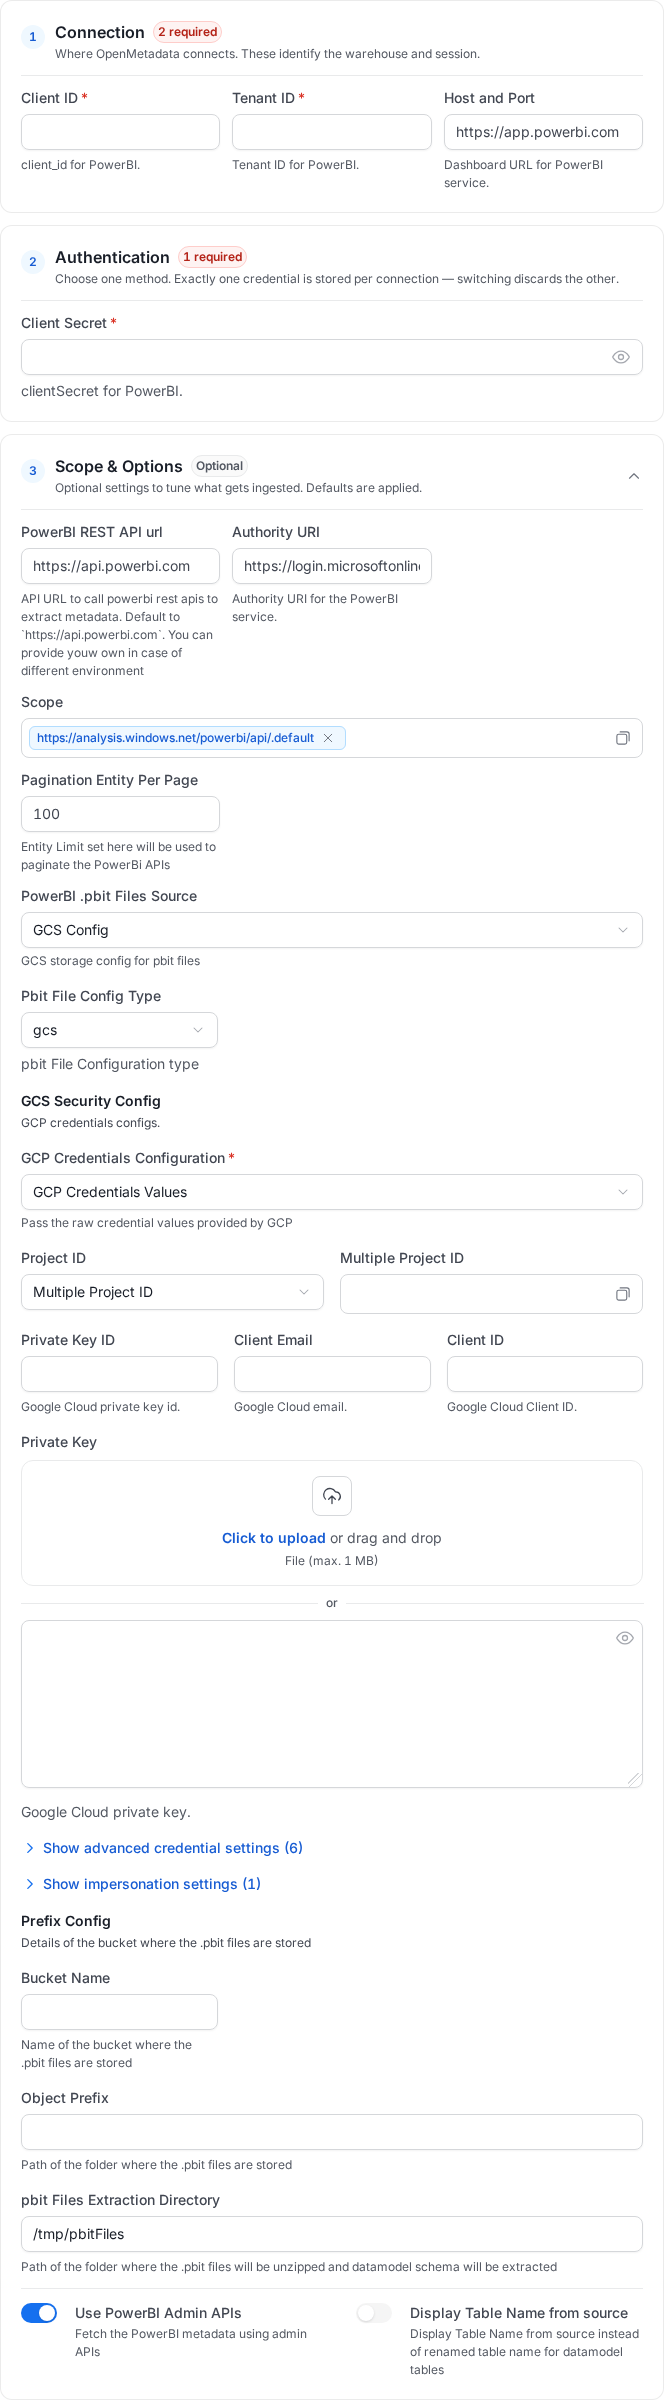 1
Connection
2 required
Where OpenMetadata connects. These identify the warehouse and session.
Client ID *
Tenant ID *
Host and Port
https://app.powerbi.com
client_id for PowerBI.
Tenant ID for PowerBI.
Dashboard URL for PowerBI
service.
2
Authentication
1 required
Choose one method. Exactly one credential is stored per connection — switching discards the other.
Client Secret *
clientSecret for PowerBI.
3
Scope & Options
Optional
Optional settings to tune what gets ingested. Defaults are applied.
PowerBI REST API url
Authority URI
https://api.powerbi.com
https://login.microsoftonline
API URL to call powerbi rest apis to
extract metadata. Default to
`https://api.powerbi.com`. You can
provide youw own in case of
different environment
Authority URI for the PowerBI
service.
Scope
https://analysis.windows.net/powerbi/api/.default
Pagination Entity Per Page
100
Entity Limit set here will be used to
paginate the PowerBi APIs
PowerBI .pbit Files Source
GCS Config
GCS storage config for pbit files
Pbit File Config Type
gcs
pbit File Configuration type
GCS Security Config
GCP credentials configs.
GCP Credentials Configuration *
GCP Credentials Values
Pass the raw credential values provided by GCP
Project ID
Multiple Project ID
Multiple Project ID
Private Key ID
Client Email
Client ID
Google Cloud private key id.
Google Cloud email.
Google Cloud Client ID.
Private Key
Click to upload or drag and drop
File (max. 1 MB)
or
Google Cloud private key.
Show advanced credential settings (6)
Show impersonation settings (1)
Prefix Config
Details of the bucket where the .pbit files are stored
Bucket Name
Name of the bucket where the
.pbit files are stored
Object Prefix
Path of the folder where the .pbit files are stored
pbit Files Extraction Directory
/tmp/pbitFiles
Path of the folder where the .pbit files will be unzipped and datamodel schema will be extracted
Use PowerBI Admin APIs
Fetch the PowerBI metadata using admin
APIs
Display Table Name from source
Display Table Name from source instead
of renamed table name for datamodel
tables